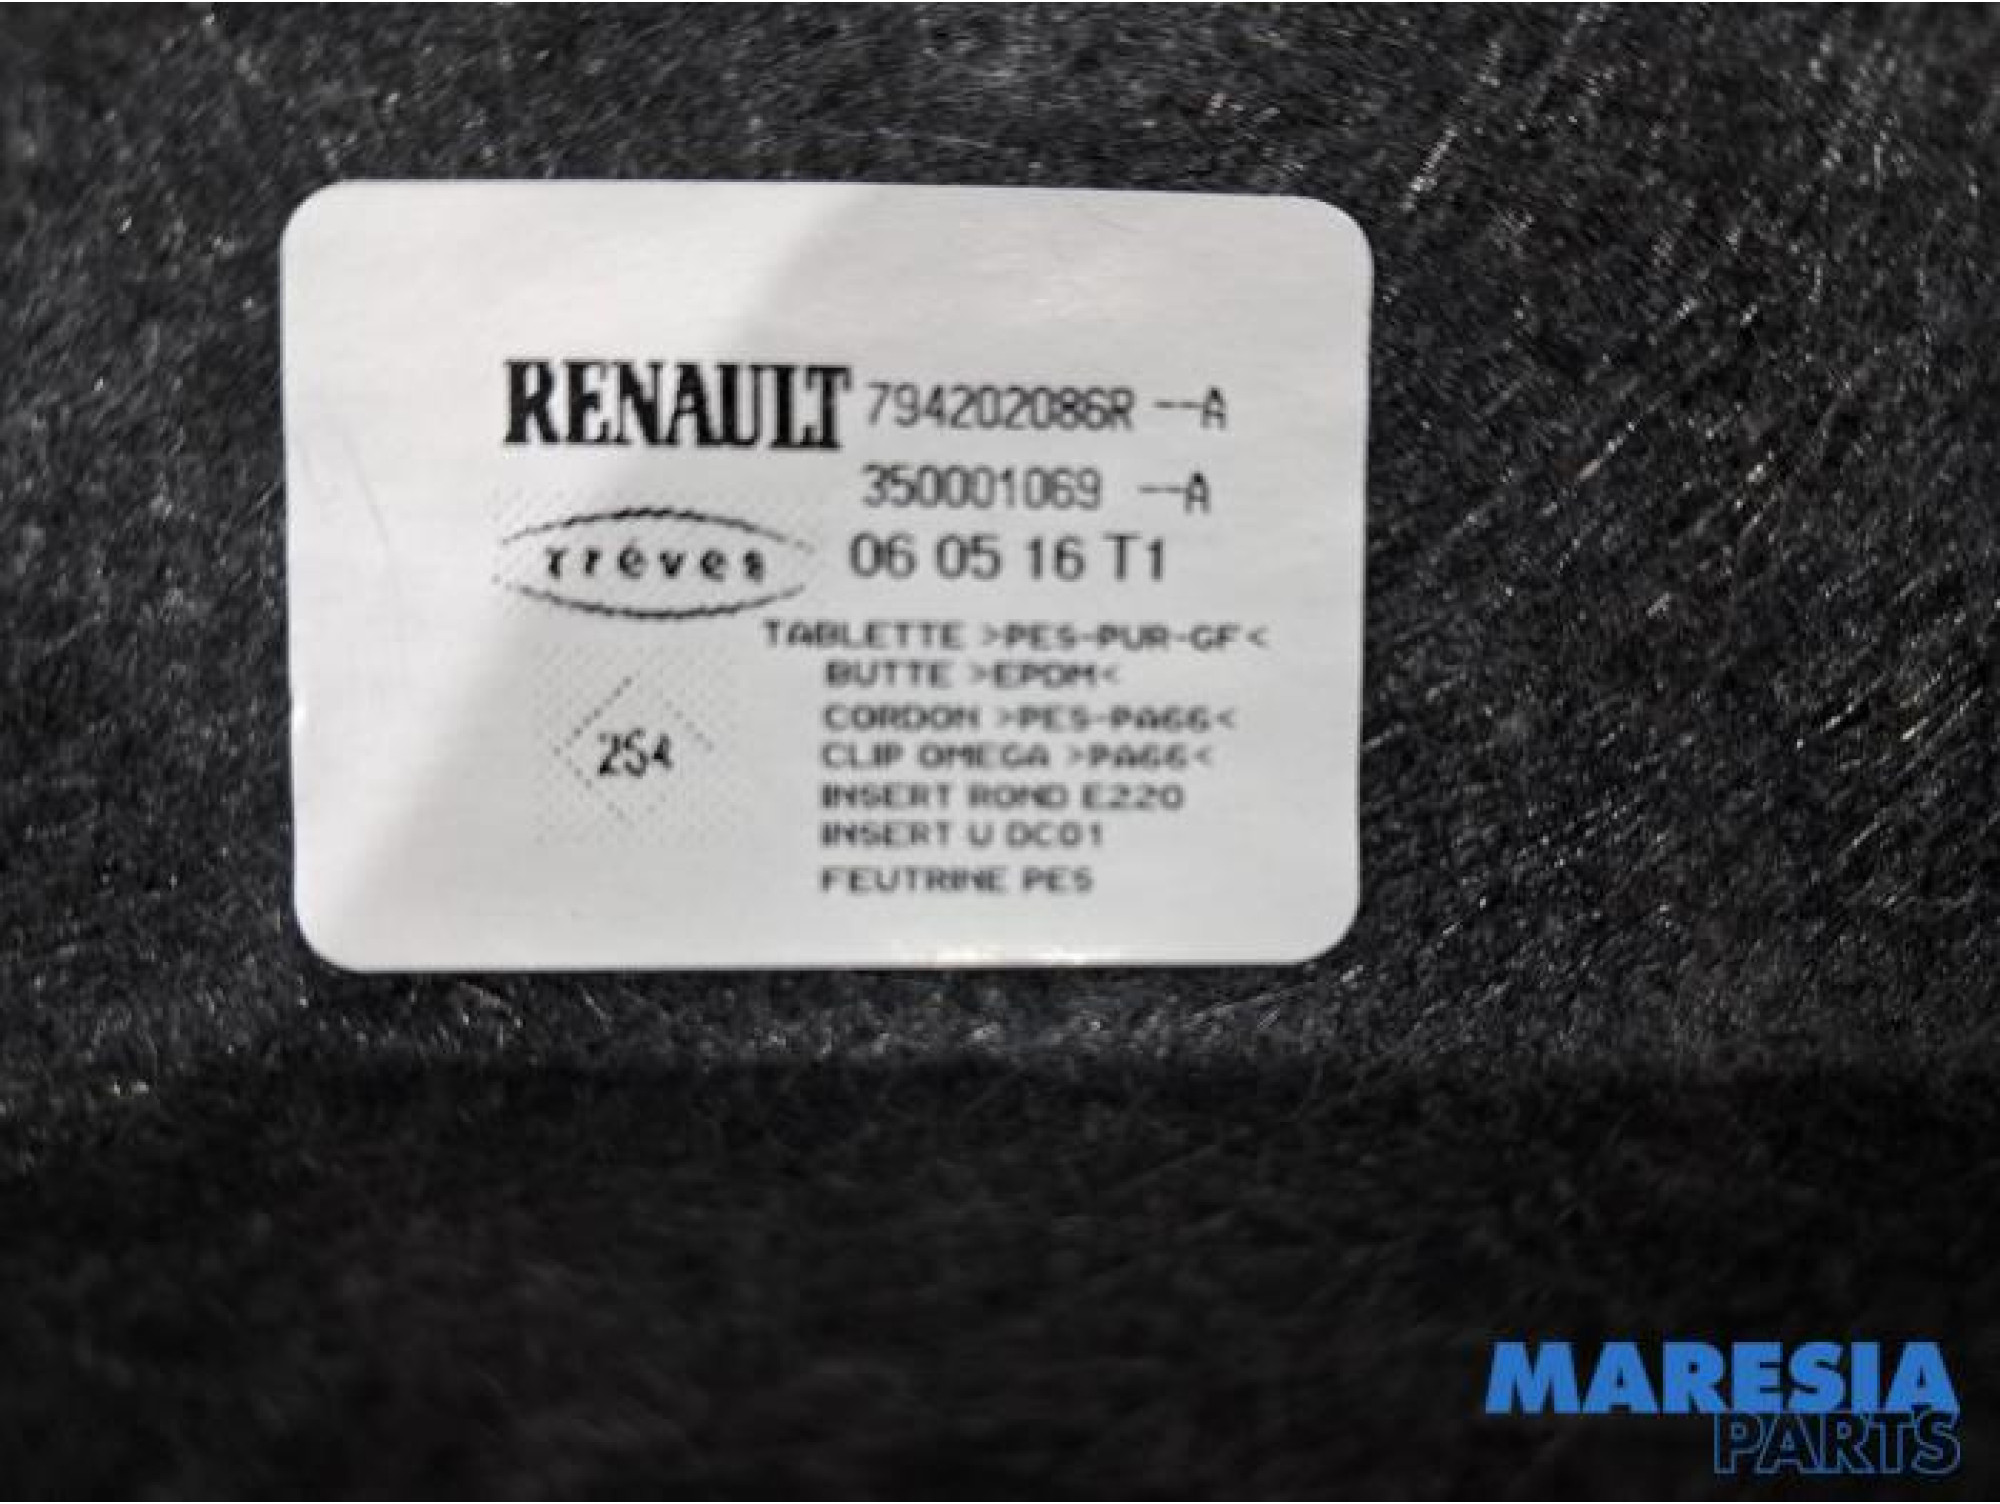 RENAULT 794202086R --A
350001069 --A
trèves 06 05 16 T1
TABLETTE >PES-PUR-GF<
BUTTE >EPDM<
CORDON >PES-PA66<
254 CLIP OMEGA >PA66<
INSERT ROND E220
INSERT U DC01
FEUTRINE PES
MARESIA
PARTS